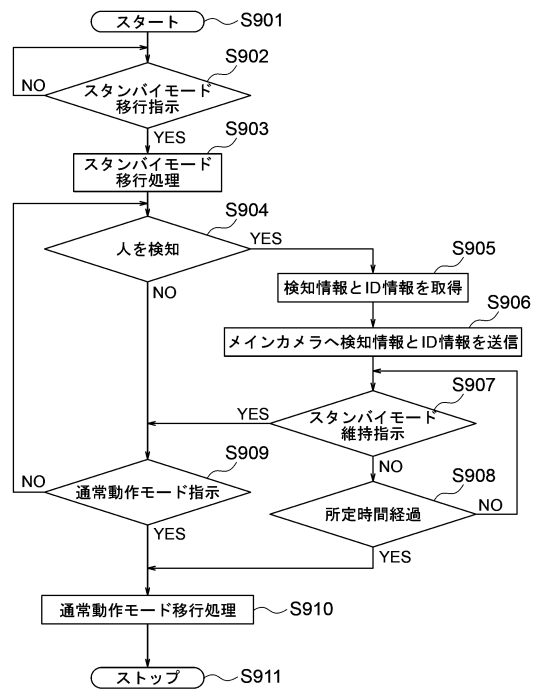 スタート
S901
S902
NO
スタンバイモード
移行指示
YES
S903
スタンバイモード
移行処理
S904
人を検知
YES
NO
S905
検知情報とID情報を取得
S906
メインカメラへ検知情報とID情報を送信
S907
YES
スタンバイモード
維持指示
NO
S909
NO
通常動作モード指示
YES
S908
所定時間経過
NO
YES
通常動作モード移行処理
S910
ストップ
S911